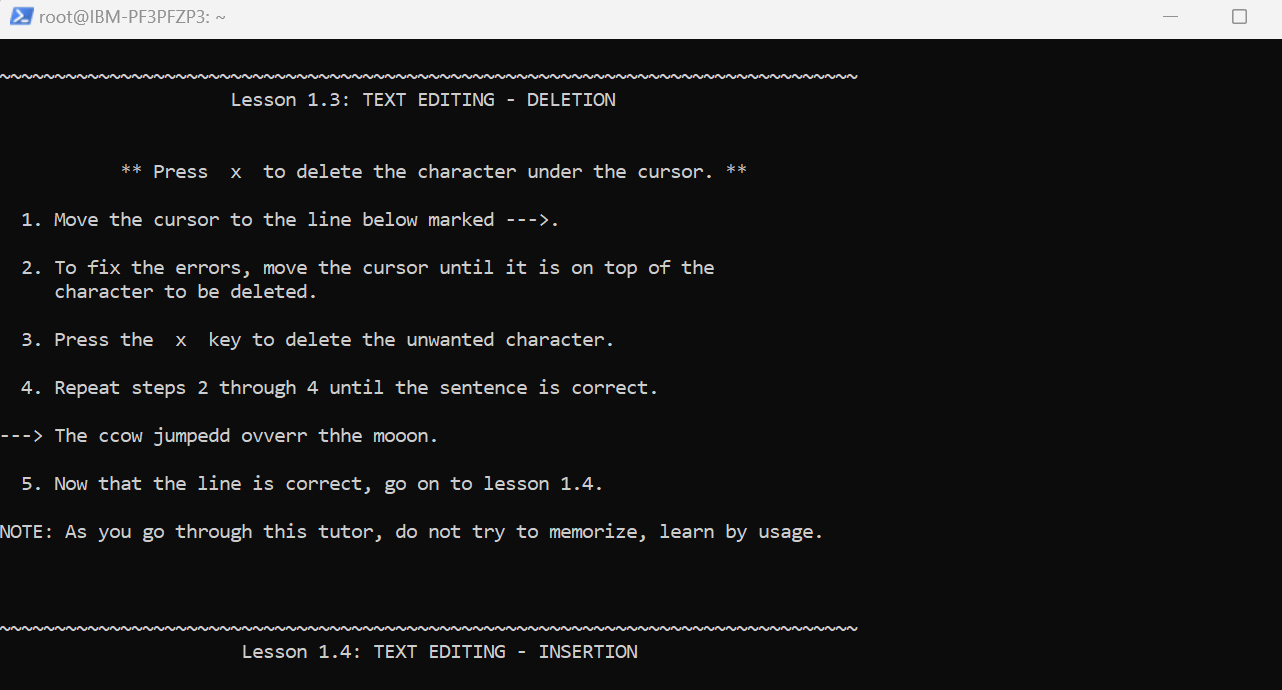 root@IBM-PF3PFZP3: ~
~~~~~~~~~~~~~~~~~~~~~~~~~~~~~~~~~~~~~~~~~~~~~~~~~~~~~~~~~~~~~~~~~~~~~~~~~~~~~~
Lesson 1.3: TEXT EDITING - DELETION
** Press  x  to delete the character under the cursor. **
1. Move the cursor to the line below marked --->.
2. To fix the errors, move the cursor until it is on top of the
character to be deleted.
3. Press the  x  key to delete the unwanted character.
4. Repeat steps 2 through 4 until the sentence is correct.
---> The ccow jumpedd ovverr thhe mooon.
5. Now that the line is correct, go on to lesson 1.4.
NOTE: As you go through this tutor, do not try to memorize, learn by usage.
~~~~~~~~~~~~~~~~~~~~~~~~~~~~~~~~~~~~~~~~~~~~~~~~~~~~~~~~~~~~~~~~~~~~~~~~~~~~~~
Lesson 1.4: TEXT EDITING - INSERTION